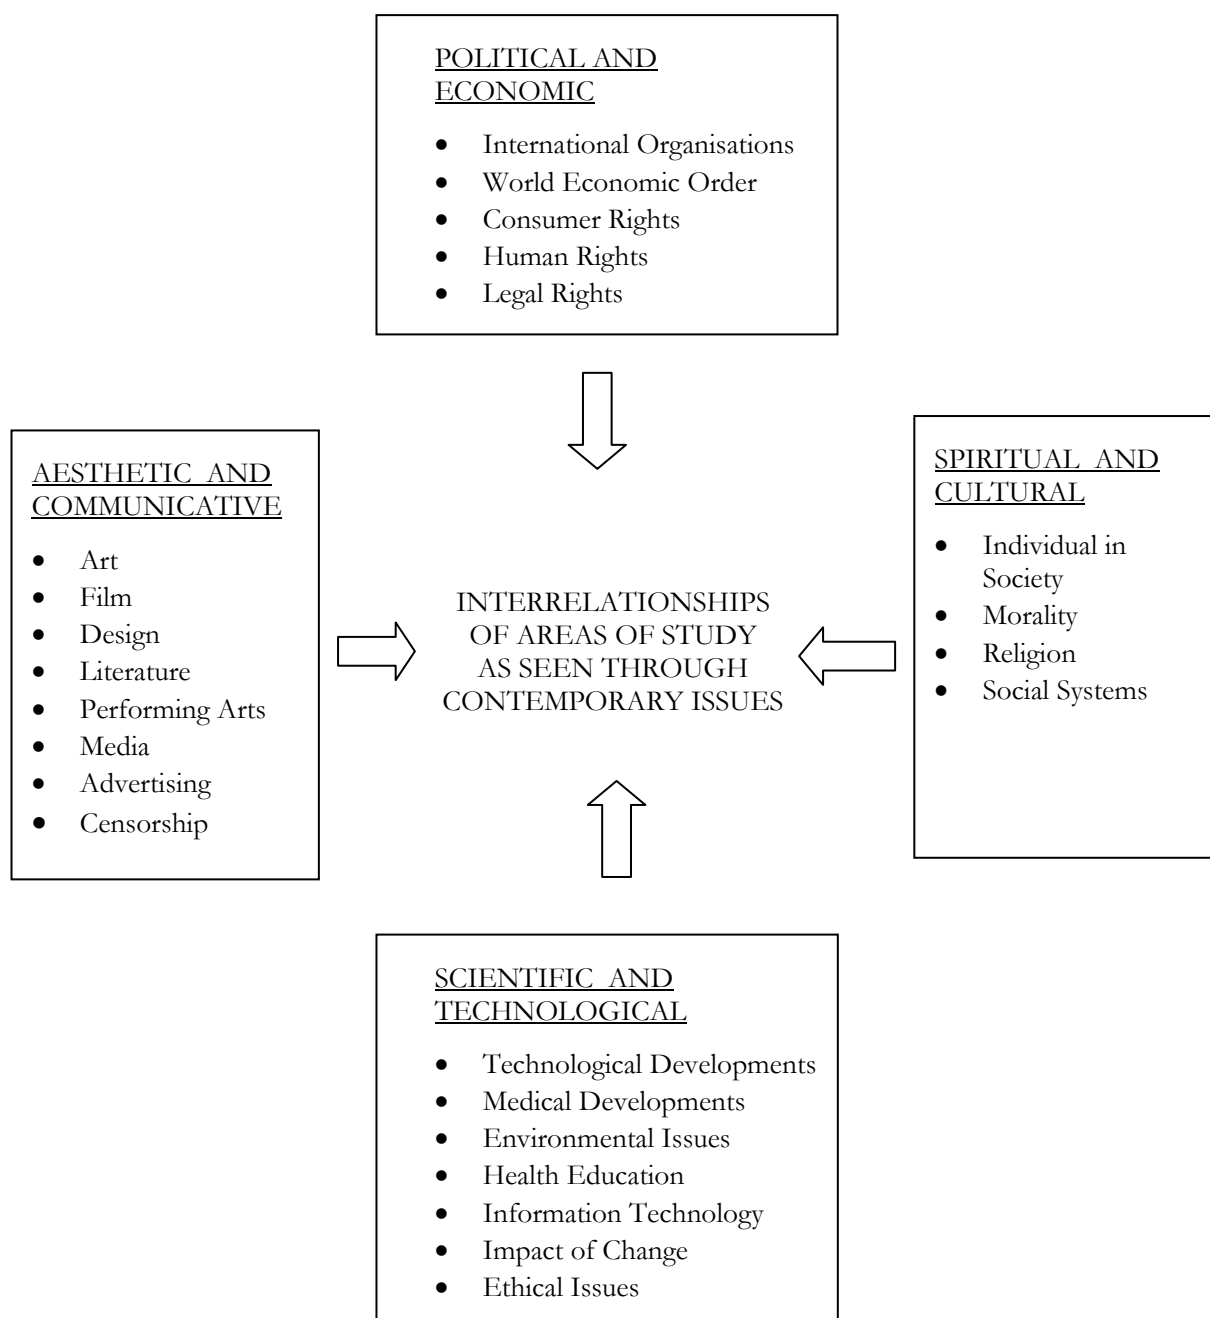 POLITICAL AND
ECONOMIC
• International Organisations
• World Economic Order
• Consumer Rights
• Human Rights
• Legal Rights
AESTHETIC AND
COMMUNICATIVE
• Art
• Film
• Design
• Literature
• Performing Arts
• Media
• Advertising
• Censorship
INTERRELATIONSHIPS
OF AREAS OF STUDY
AS SEEN THROUGH
CONTEMPORARY ISSUES
SPIRITUAL AND
CULTURAL
• Individual in
Society
• Morality
• Religion
• Social Systems
SCIENTIFIC AND
TECHNOLOGICAL
• Technological Developments
• Medical Developments
• Environmental Issues
• Health Education
• Information Technology
• Impact of Change
• Ethical Issues